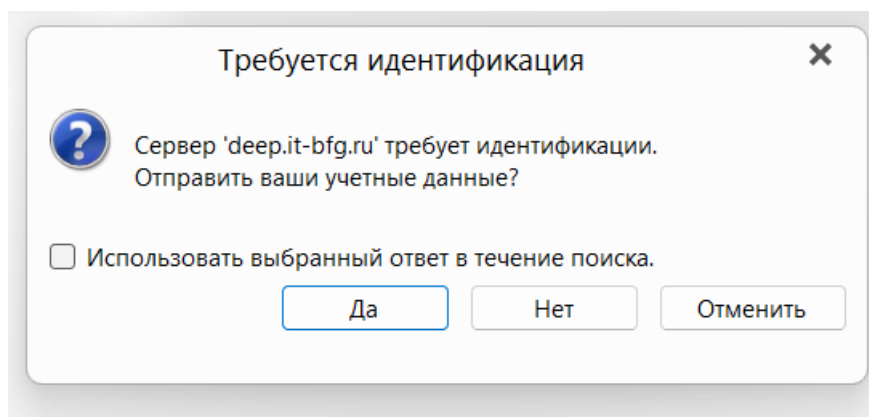 Требуется идентификация
Сервер 'deep.it-bfg.ru' требует идентификации.
Отправить ваши учетные данные?
Использовать выбранный ответ в течение поиска.
Да Нет Отменить